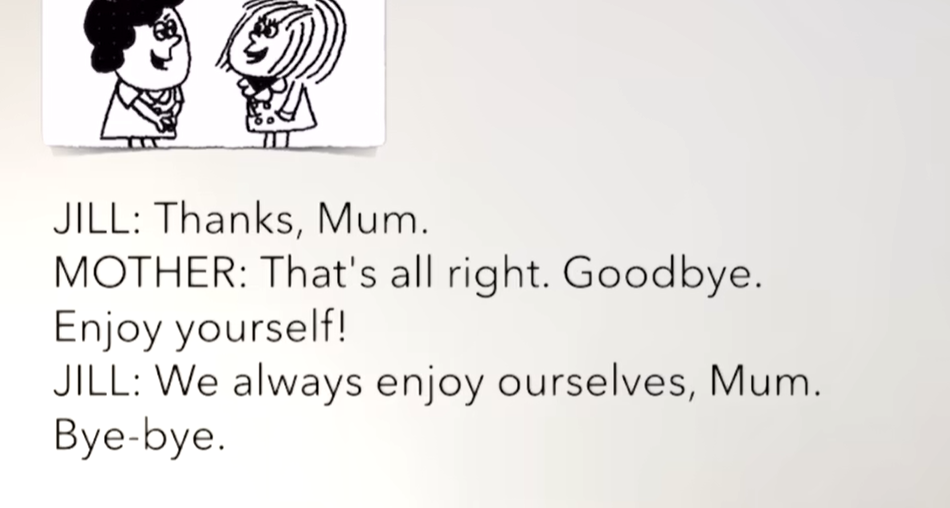 JILL: Thanks, Mum.
MOTHER: That's all right. Goodbye.
Enjoy yourself!
JILL: We always enjoy ourselves, Mum.
Bye-bye.